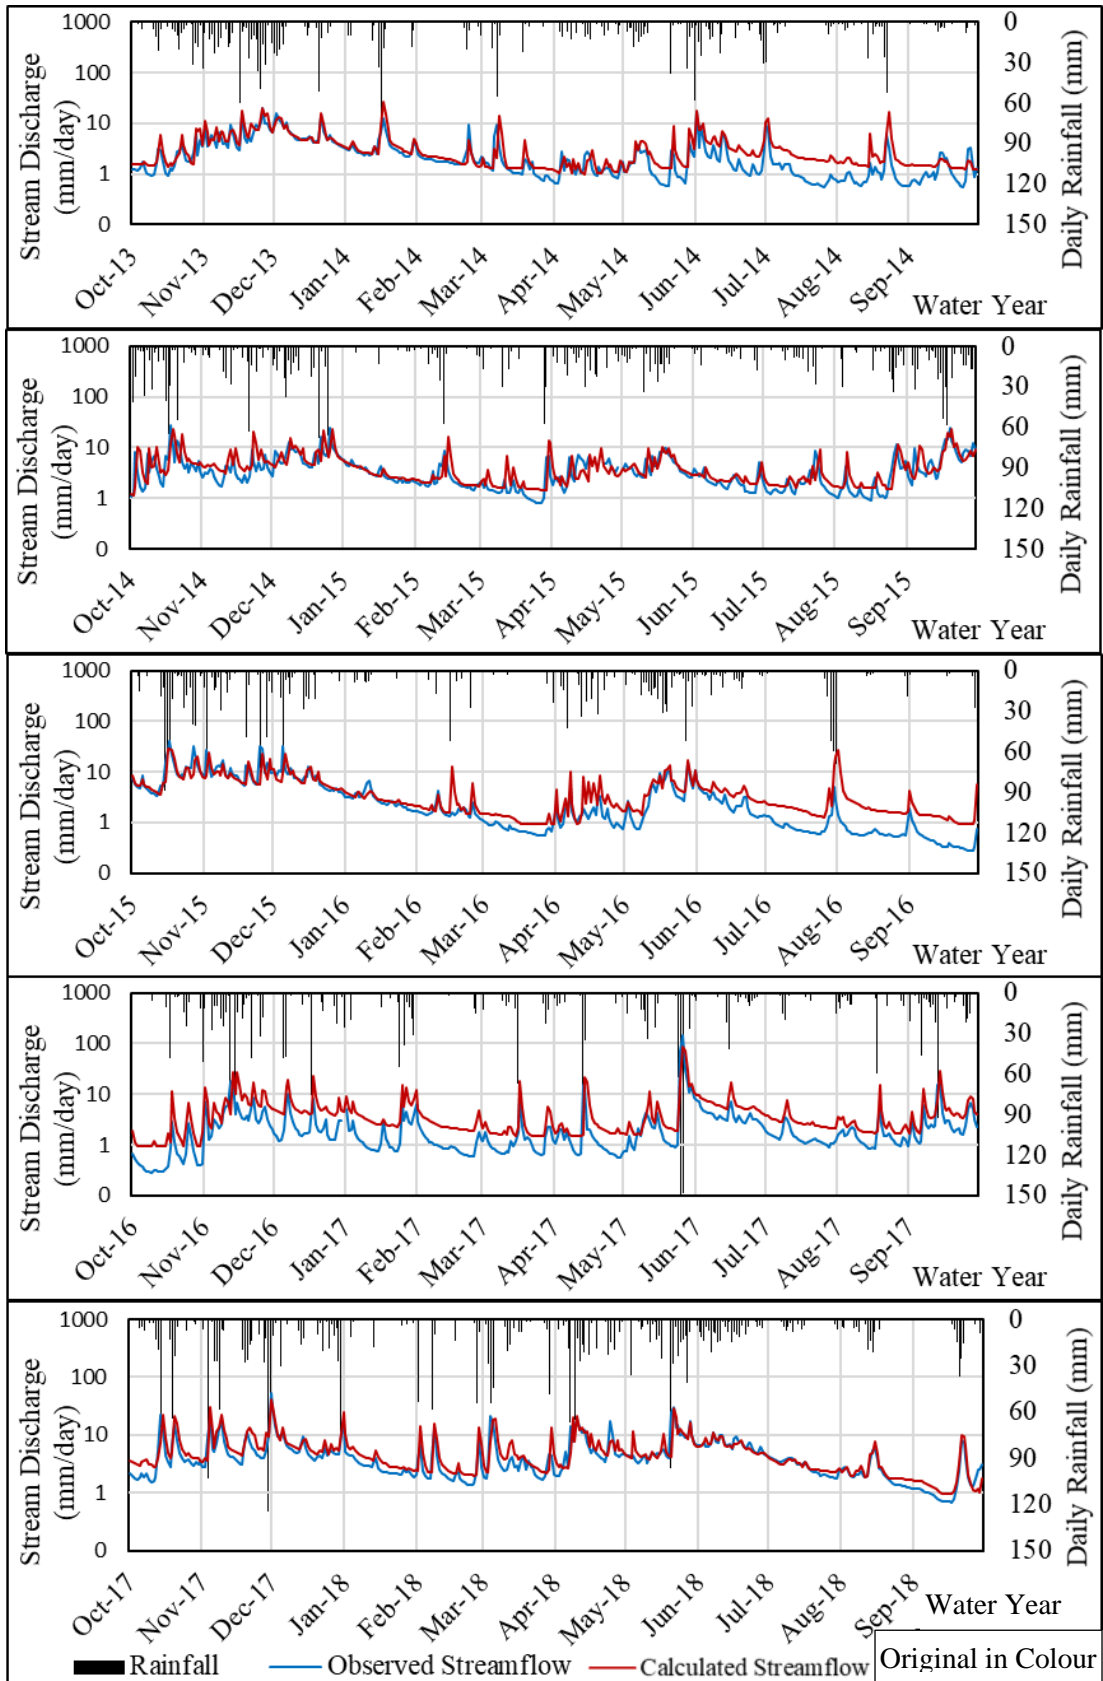 Stream Discharge
(mm/day)
1000
100
10
1
0
0
30
60
90
120
150
Daily Rainfall (mm)
Oct-13
Nov-13
Dec-13
Jan-14
Feb-14
Mar-14
Apr-14
May-14
Jun-14
Jul-14
Aug-14
Sep-14
Water Year
Stream Discharge
(mm/day)
1000
100
10
1
0
0
30
60
90
120
150
Daily Rainfall (mm)
Oct-14
Nov-14
Dec-14
Jan-15
Feb-15
Mar-15
Apr-15
May-15
Jun-15
Jul-15
Aug-15
Sep-15
Water Year
Stream Discharge
(mm/day)
1000
100
10
1
0
0
30
60
90
120
150
Daily Rainfall (mm)
Oct-15
Nov-15
Dec-15
Jan-16
Feb-16
Mar-16
Apr-16
May-16
Jun-16
Jul-16
Aug-16
Sep-16
Water Year
Stream Discharge
(mm/day)
1000
100
10
1
0
0
30
60
90
120
150
Daily Rainfall (mm)
Oct-16
Nov-16
Dec-16
Jan-17
Feb-17
Mar-17
Apr-17
May-17
Jun-17
Jul-17
Aug-17
Sep-17
Water Year
Stream Discharge
(mm/day)
1000
100
10
1
0
0
30
60
90
120
150
Daily Rainfall (mm)
Oct-17
Nov-17
Dec-17
Jan-18
Feb-18
Mar-18
Apr-18
May-18
Jun-18
Jul-18
Aug-18
Sep-18
Water Year
Rainfall
Observed Streamflow
Calculated Streamflow
Original in Colour